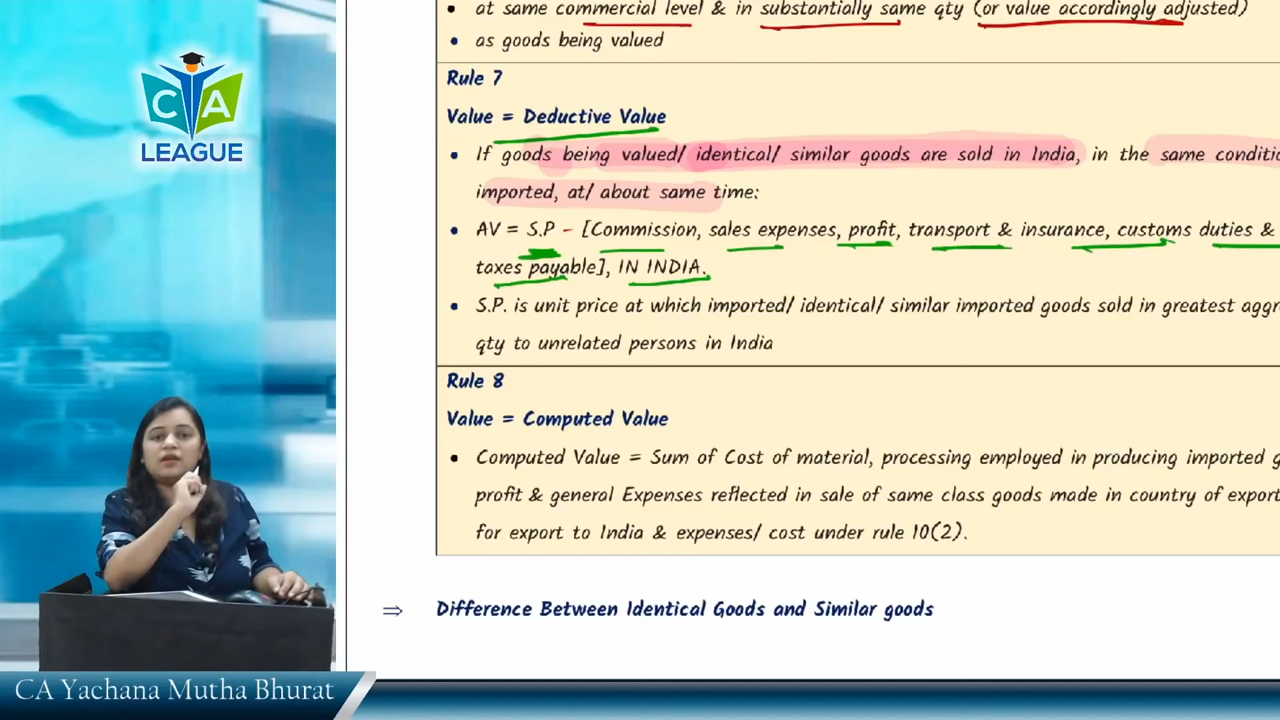 at same commercial level & in substantially same qty (or value accordingly adjusted)
as goods being valued
Rule 7
Value = Deductive Value
If goods being valued/ identical/ similar goods are sold in India, in the same
imported, at/ about same time:
AV = S.P - [Commission, sales expenses, profit, transport & insurance, customs duties &
taxes payable], IN INDIA.
S.P. is unit price at which imported/ identical/ similar imported goods sold in greatest
qty to unrelated persons in India
Rule 8
Value = Computed Value
Computed Value = Sum of Cost of material, processing employed in producing imported
profit & general Expenses reflected in sale of same class goods made in country of export
for export to India & expenses/ cost under rule 10(2).
⇒ Difference Between Identical Goods and Similar goods
CA
LEAGUE
CA Yachana Mutha Bhurat